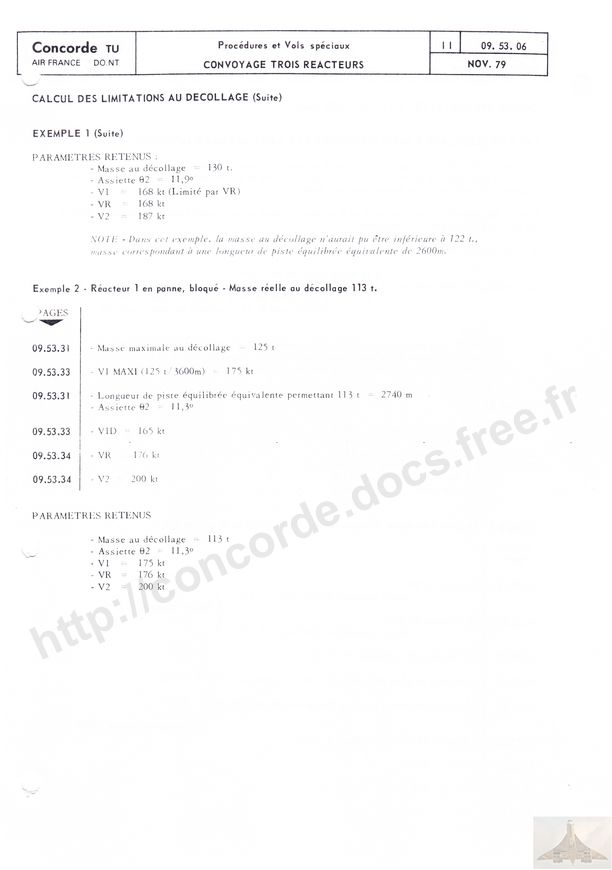 Concorde TU
AIR FRANCE DO.NT
Procédures et Vols spéciaux
CONVOYAGE TROIS REACTEURS
11
09. 53. 06
NOV. 79
CALCUL DES LIMITATIONS AU DECOLLAGE (Suite)
EXEMPLE 1 (Suite)
PARAMETRES RETENUS :
- Masse au décollage = 130 t.
- Assiette θ2 = 11,9º
- V1 = 168 kt (Limité par VR)
- VR = 168 kt
- V2 = 187 kt
NOTE - Dans cet exemple, la masse au décollage n'aurait pu être inférieure à 122 t.,
masse correspondant à une longueur de piste équilibrée équivalente de 2600m.
Exemple 2 - Réacteur 1 en panne, bloqué - Masse réelle au décollage 113 t.
PAGES
09.53.31 - Masse maximale au décollage = 125 t
09.53.33 - V1 MAXI (125 t/3600m) = 175 kt
09.53.31 - Longueur de piste équilibrée équivalente permettant 113 t = 2740 m
- Assiette θ2 = 11,3º
09.53.33 - V1D = 165 kt
09.53.34 - VR 176 kt
09.53.34 - V2 = 200 kt
PARAMETRES RETENUS
- Masse au décollage = 113 t
- Assiette θ2 = 11,3º
- V1 = 175 kt
- VR = 176 kt
- V2 = 200 kt
http://concorde.docs.free.fr